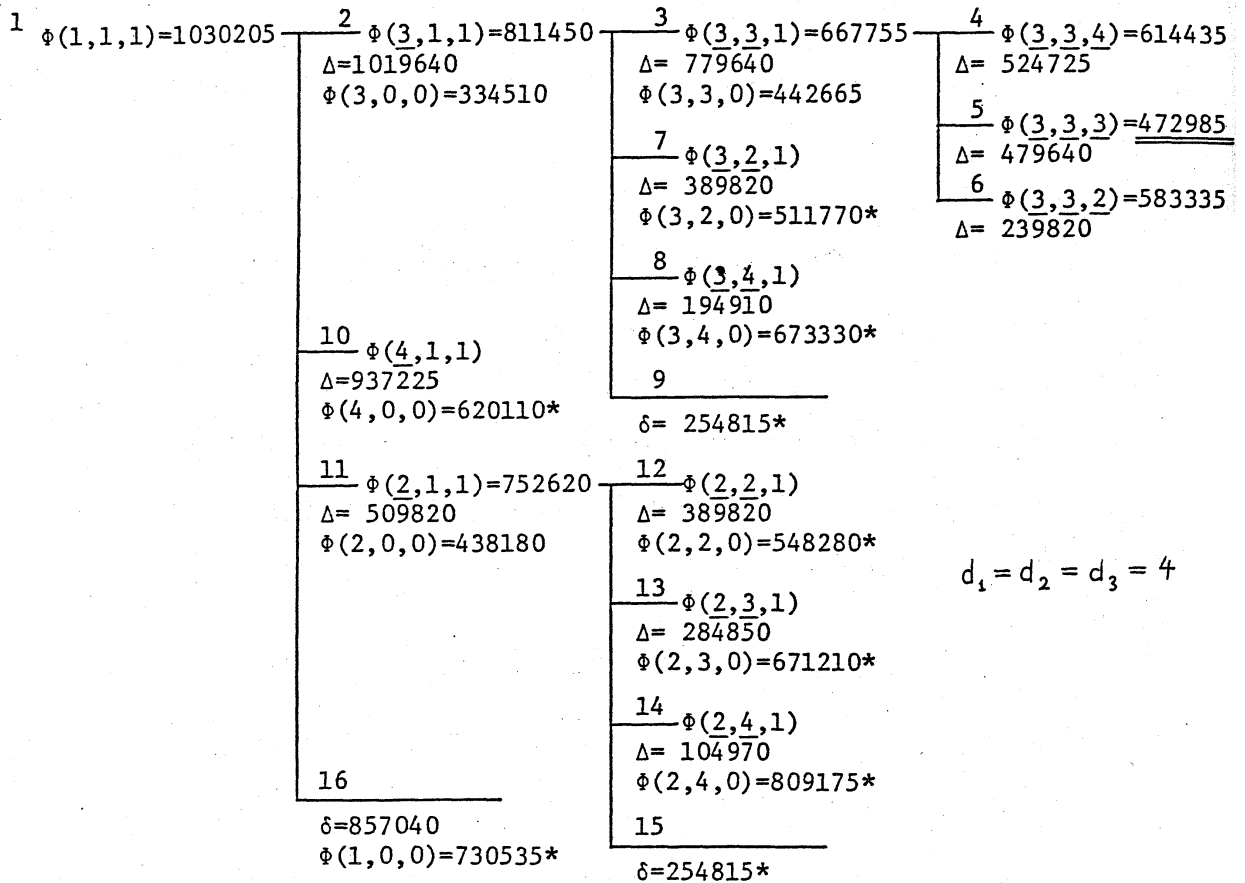 1 Φ(1,1,1)=1030205
2 Φ(3,1,1)=811450
Δ=1019640
Φ(3,0,0)=334510
3 Φ(3,3,1)=667755
Δ= 779640
Φ(3,3,0)=442665
4 Φ(3,3,4)=614435
Δ= 524725
5 Φ(3,3,3)=472985
Δ= 479640
6 Φ(3,3,2)=583335
Δ= 239820
7 Φ(3,2,1)
Δ= 389820
Φ(3,2,0)=511770*
8 Φ(3,4,1)
Δ= 194910
Φ(3,4,0)=673330*
9
δ= 254815*
10 Φ(4,1,1)
Δ=937225
Φ(4,0,0)=620110*
11 Φ(2,1,1)=752620
Δ= 509820
Φ(2,0,0)=438180
12 Φ(2,2,1)
Δ= 389820
Φ(2,2,0)=548280*
13 Φ(2,3,1)
Δ= 284850
Φ(2,3,0)=671210*
14 Φ(2,4,1)
Δ= 104970
Φ(2,4,0)=809175*
15
δ=254815*
16
δ=857040
Φ(1,0,0)=730535*
d₁=d₂=d₃=4